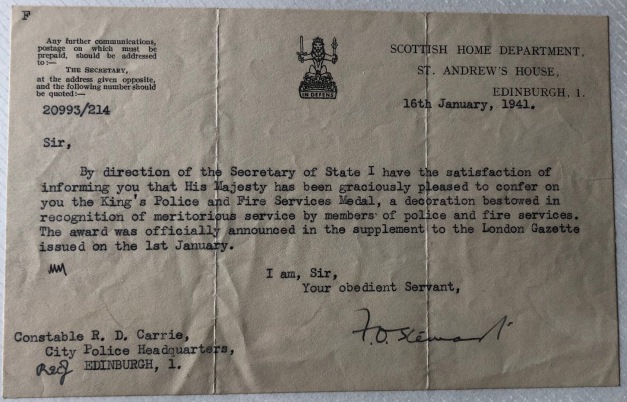 F
Any further communications,
postage on which must be
prepaid, should be addressed
to:—
THE SECRETARY,
at the address given opposite,
and the following number should
be quoted:—
20993/214
IN DEFENS
SCOTTISH HOME DEPARTMENT,
ST. ANDREW'S HOUSE,
EDINBURGH, 1.
16th January, 1941.
Sir,
By direction of the Secretary of State I have the satisfaction of
informing you that His Majesty has been graciously pleased to confer on
you the King's Police and Fire Services Medal, a decoration bestowed in
recognition of meritorious service by members of police and fire services.
The award was officially announced in the supplement to the London Gazette
issued on the 1st January.
I am, Sir,
Your obedient Servant,
Constable R. D. Carrie,
City Police Headquarters,
EDINBURGH, 1.